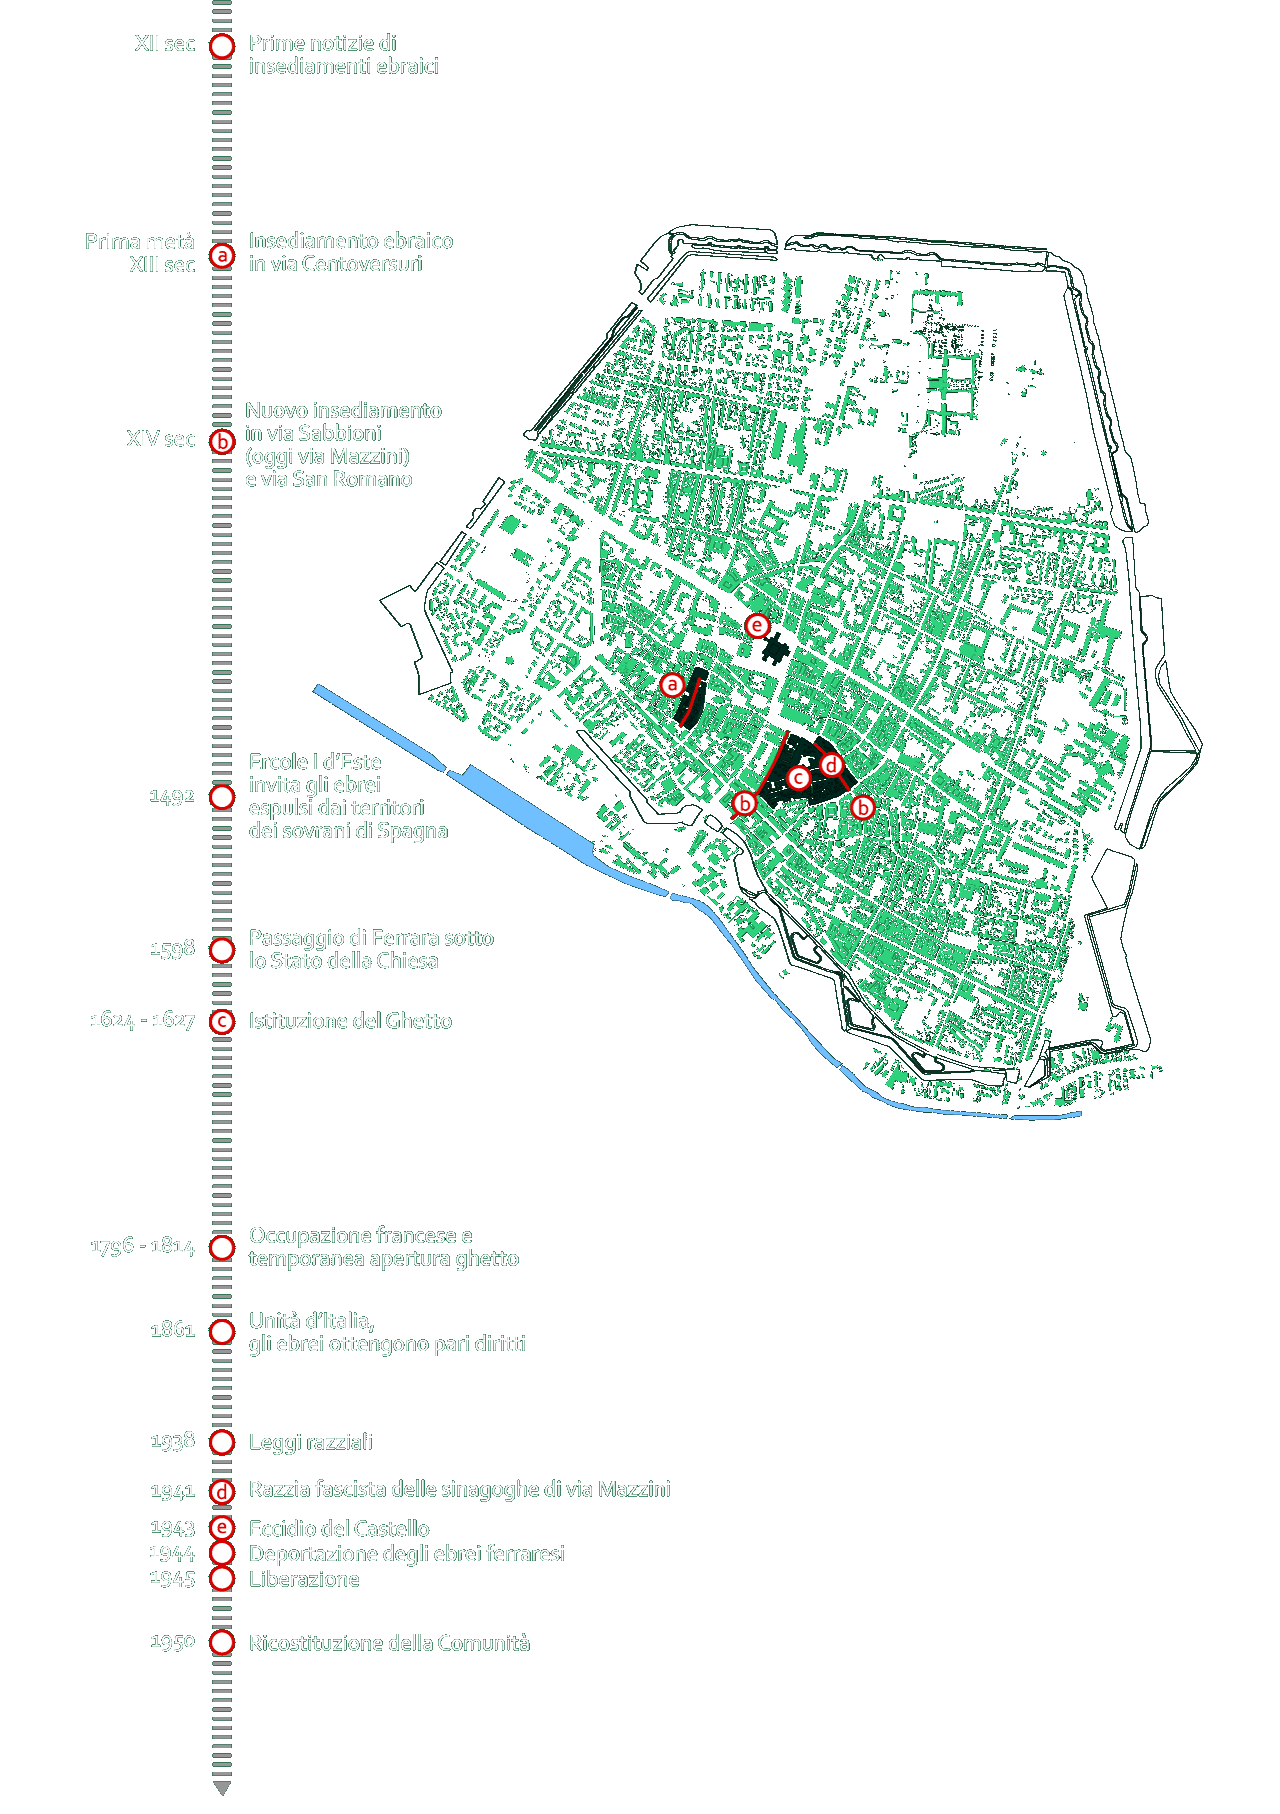 XII sec
Prime notizie di
insediamenti ebraici
Prima metà
XIII sec
a
Insediamento ebraico
in via Centoversuri
XIV sec
b
Nuovo insediamento
in via Sabbioni
(oggi via Mazzini)
e via San Romano
1492
Ercole I d'Este
invita gli ebrei
espulsi dai territori
dei sovrani di Spagna
1598
Passaggio di Ferrara sotto
lo Stato della Chiesa
1624 - 1627
c
Istituzione del Ghetto
1796 - 1814
Occupazione francese e
temporanea apertura ghetto
1861
Unità d'Italia,
gli ebrei ottengono pari diritti
1938
Leggi razziali
1941
d
Razzia fascista delle sinagoghe di via Mazzini
1943
e
Eccidio del Castello
1944
Deportazione degli ebrei ferraresi
1945
Liberazione
1950
Ricostituzione della Comunità
e
a
d
c
b
b